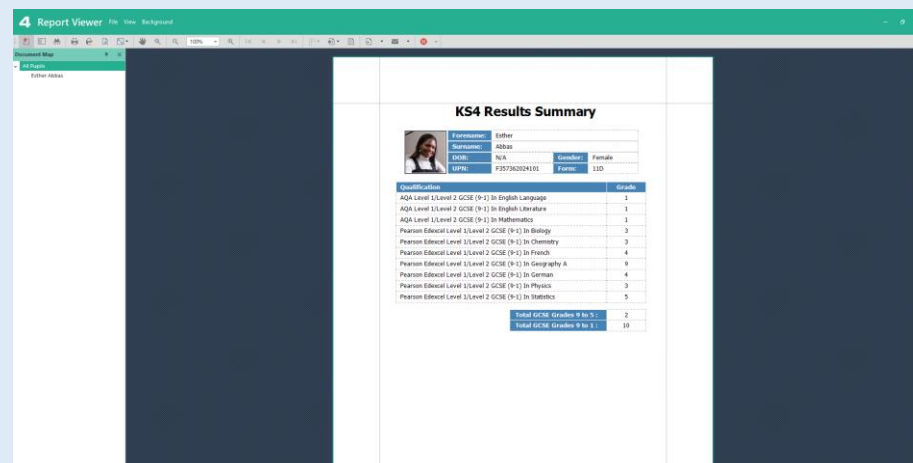 4 Report Viewer File View Background
100%
Document Map
All Pupils
Esther Abbas
KS4 Results Summary
Forename: Esther
Surname: Abbas
DOB: N/A Gender: Female
UPN: F357362024101 Form: 11D
Qualification Grade
AQA Level 1/Level 2 GCSE (9-1) In English Language 1
AQA Level 1/Level 2 GCSE (9-1) In English Literature 1
AQA Level 1/Level 2 GCSE (9-1) In Mathematics 1
Pearson Edexcel Level 1/Level 2 GCSE (9-1) In Biology 3
Pearson Edexcel Level 1/Level 2 GCSE (9-1) In Chemistry 3
Pearson Edexcel Level 1/Level 2 GCSE (9-1) In French 4
Pearson Edexcel Level 1/Level 2 GCSE (9-1) In Geography A 9
Pearson Edexcel Level 1/Level 2 GCSE (9-1) In German 4
Pearson Edexcel Level 1/Level 2 GCSE (9-1) In Physics 3
Pearson Edexcel Level 1/Level 2 GCSE (9-1) In Statistics 5
Total GCSE Grades 9 to 5 : 2
Total GCSE Grades 9 to 1 : 10